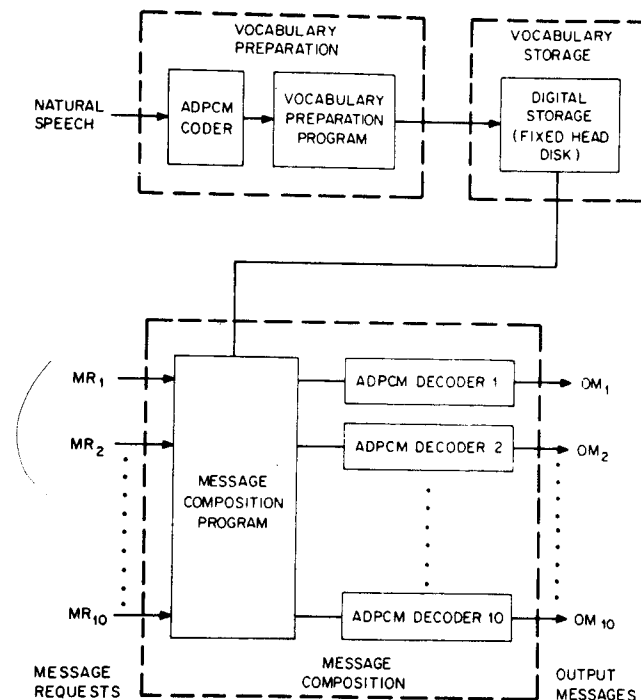 VOCABULARY
PREPARATION
VOCABULARY
STORAGE
NATURAL
SPEECH
ADPCM
CODER
VOCABULARY
PREPARATION
PROGRAM
DIGITAL
STORAGE
(FIXED HEAD
DISK)
MR1
MR2
MR10
MESSAGE
COMPOSITION
PROGRAM
ADPCM DECODER 1
ADPCM DECODER 2
ADPCM DECODER 10
OM1
OM2
OM10
MESSAGE
REQUESTS
MESSAGE
COMPOSITION
OUTPUT
MESSAGES